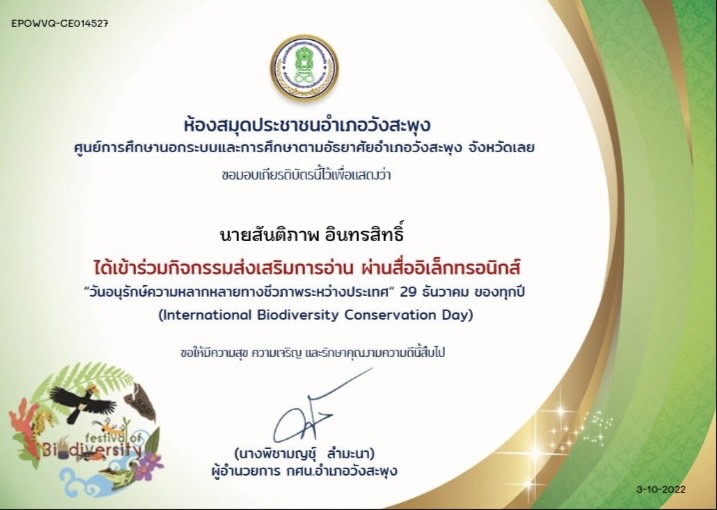 EPOWVQ-CE014527
ห้องสมุดประชาชนอำเภอวังสะพุง
ศูนย์การศึกษานอกระบบและการศึกษาตามอัธยาศัยอำเภอวังสะพุง จังหวัดเลย
ขอมอบเกียรติบัตรนี้ไว้เพื่อแสดงว่า
นายสันติภาพ อินทรสิทธิ์
ได้เข้าร่วมกิจกรรมส่งเสริมการอ่าน ผ่านสื่ออิเล็กทรอนิกส์
"วันอนุรักษ์ความหลากหลายทางชีวภาพระหว่างประเทศ" 29 ธันวาคม ของทุกปี
(International Biodiversity Conservation Day)
ขอให้มีความสุข ความเจริญ และรักษาคุณงามความดีนี้สืบไป
festival of
Biodiversity
(นางพิชามญชุ์ ลำมะนา)
ผู้อำนวยการ กศน.อำเภอวังสะพุง
3-10-2022